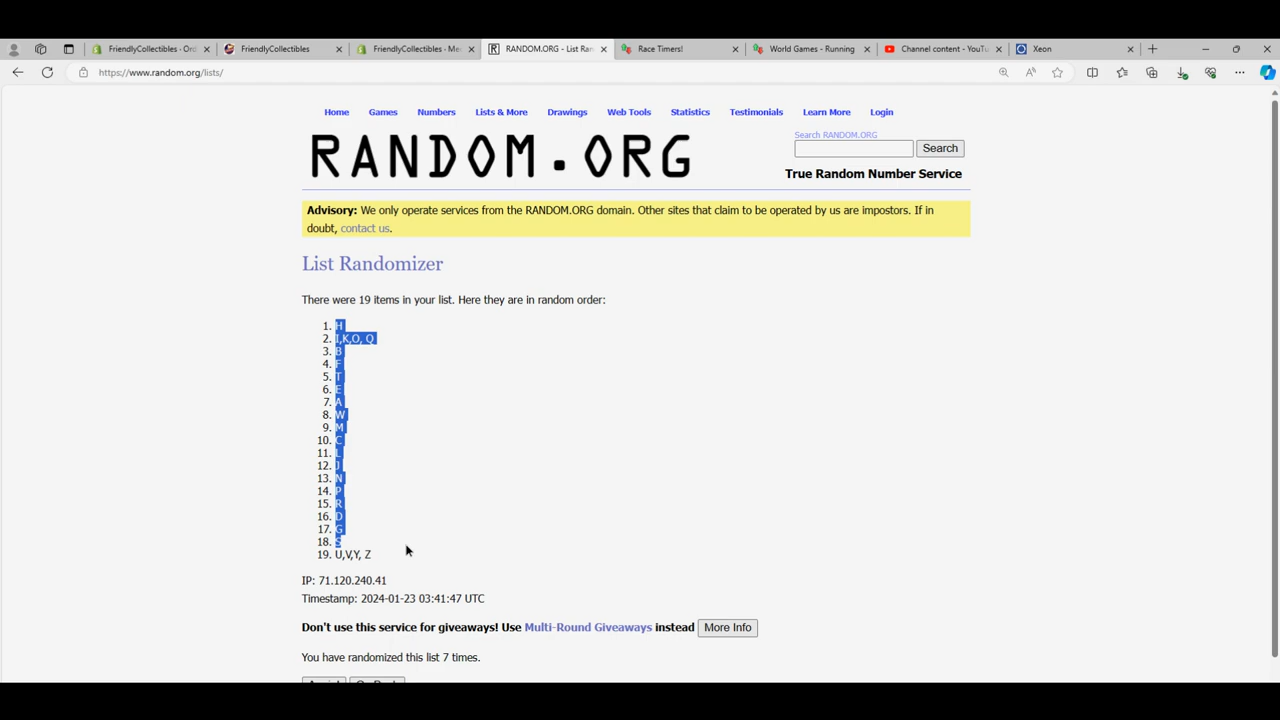 FriendlyCollectibles - Ord
FriendlyCollectibles
FriendlyCollectibles - Me
RANDOM.ORG - List Ran
Race Timers!
World Games - Running
Channel content - YouTu
Xeon
https://www.random.org/lists/
Home Games Numbers Lists & More Drawings Web Tools Statistics Testimonials Learn More Login
RANDOM.ORG
Search RANDOM.ORG
Search
True Random Number Service
Advisory: We only operate services from the RANDOM.ORG domain. Other sites that claim to be operated by us are impostors. If in
doubt, contact us.
List Randomizer
There were 19 items in your list. Here they are in random order:
1. H
2. I,K,O, Q
3. B
4. F
5. T
6. E
7. A
8. W
9. M
10. C
11. L
12. J
13. N
14. P
15. R
16. D
17. G
18. S
19. U,V,Y, Z
IP: 71.120.240.41
Timestamp: 2024-01-23 03:41:47 UTC
Don't use this service for giveaways! Use Multi-Round Giveaways instead More Info
You have randomized this list 7 times.